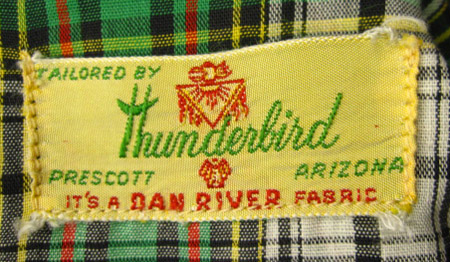 TAILORED BY
Thunderbird
PRESCOTT ARIZONA
IT'S A DAN RIVER FABRIC